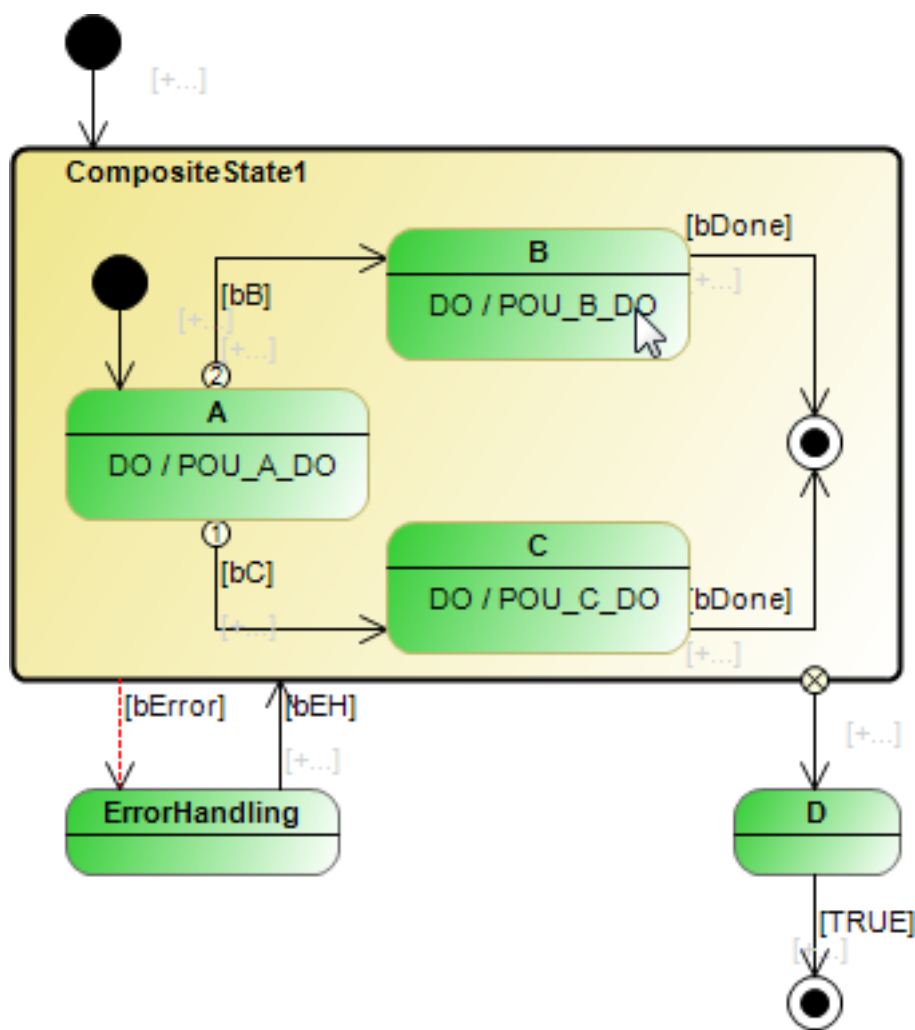 [+...]
CompositeState1
[bDone]
B
[+...]
[bB]
DO / POU_B_DO
[+...]
[+...]
2
A
DO / POU_A_DO
1
C
[bC]
DO / POU_C_DO
[bDone]
[+...]
[+...]
[bError]
[bEH]
[+...]
[+...]
ErrorHandling
D
[TRUE]
[+...]